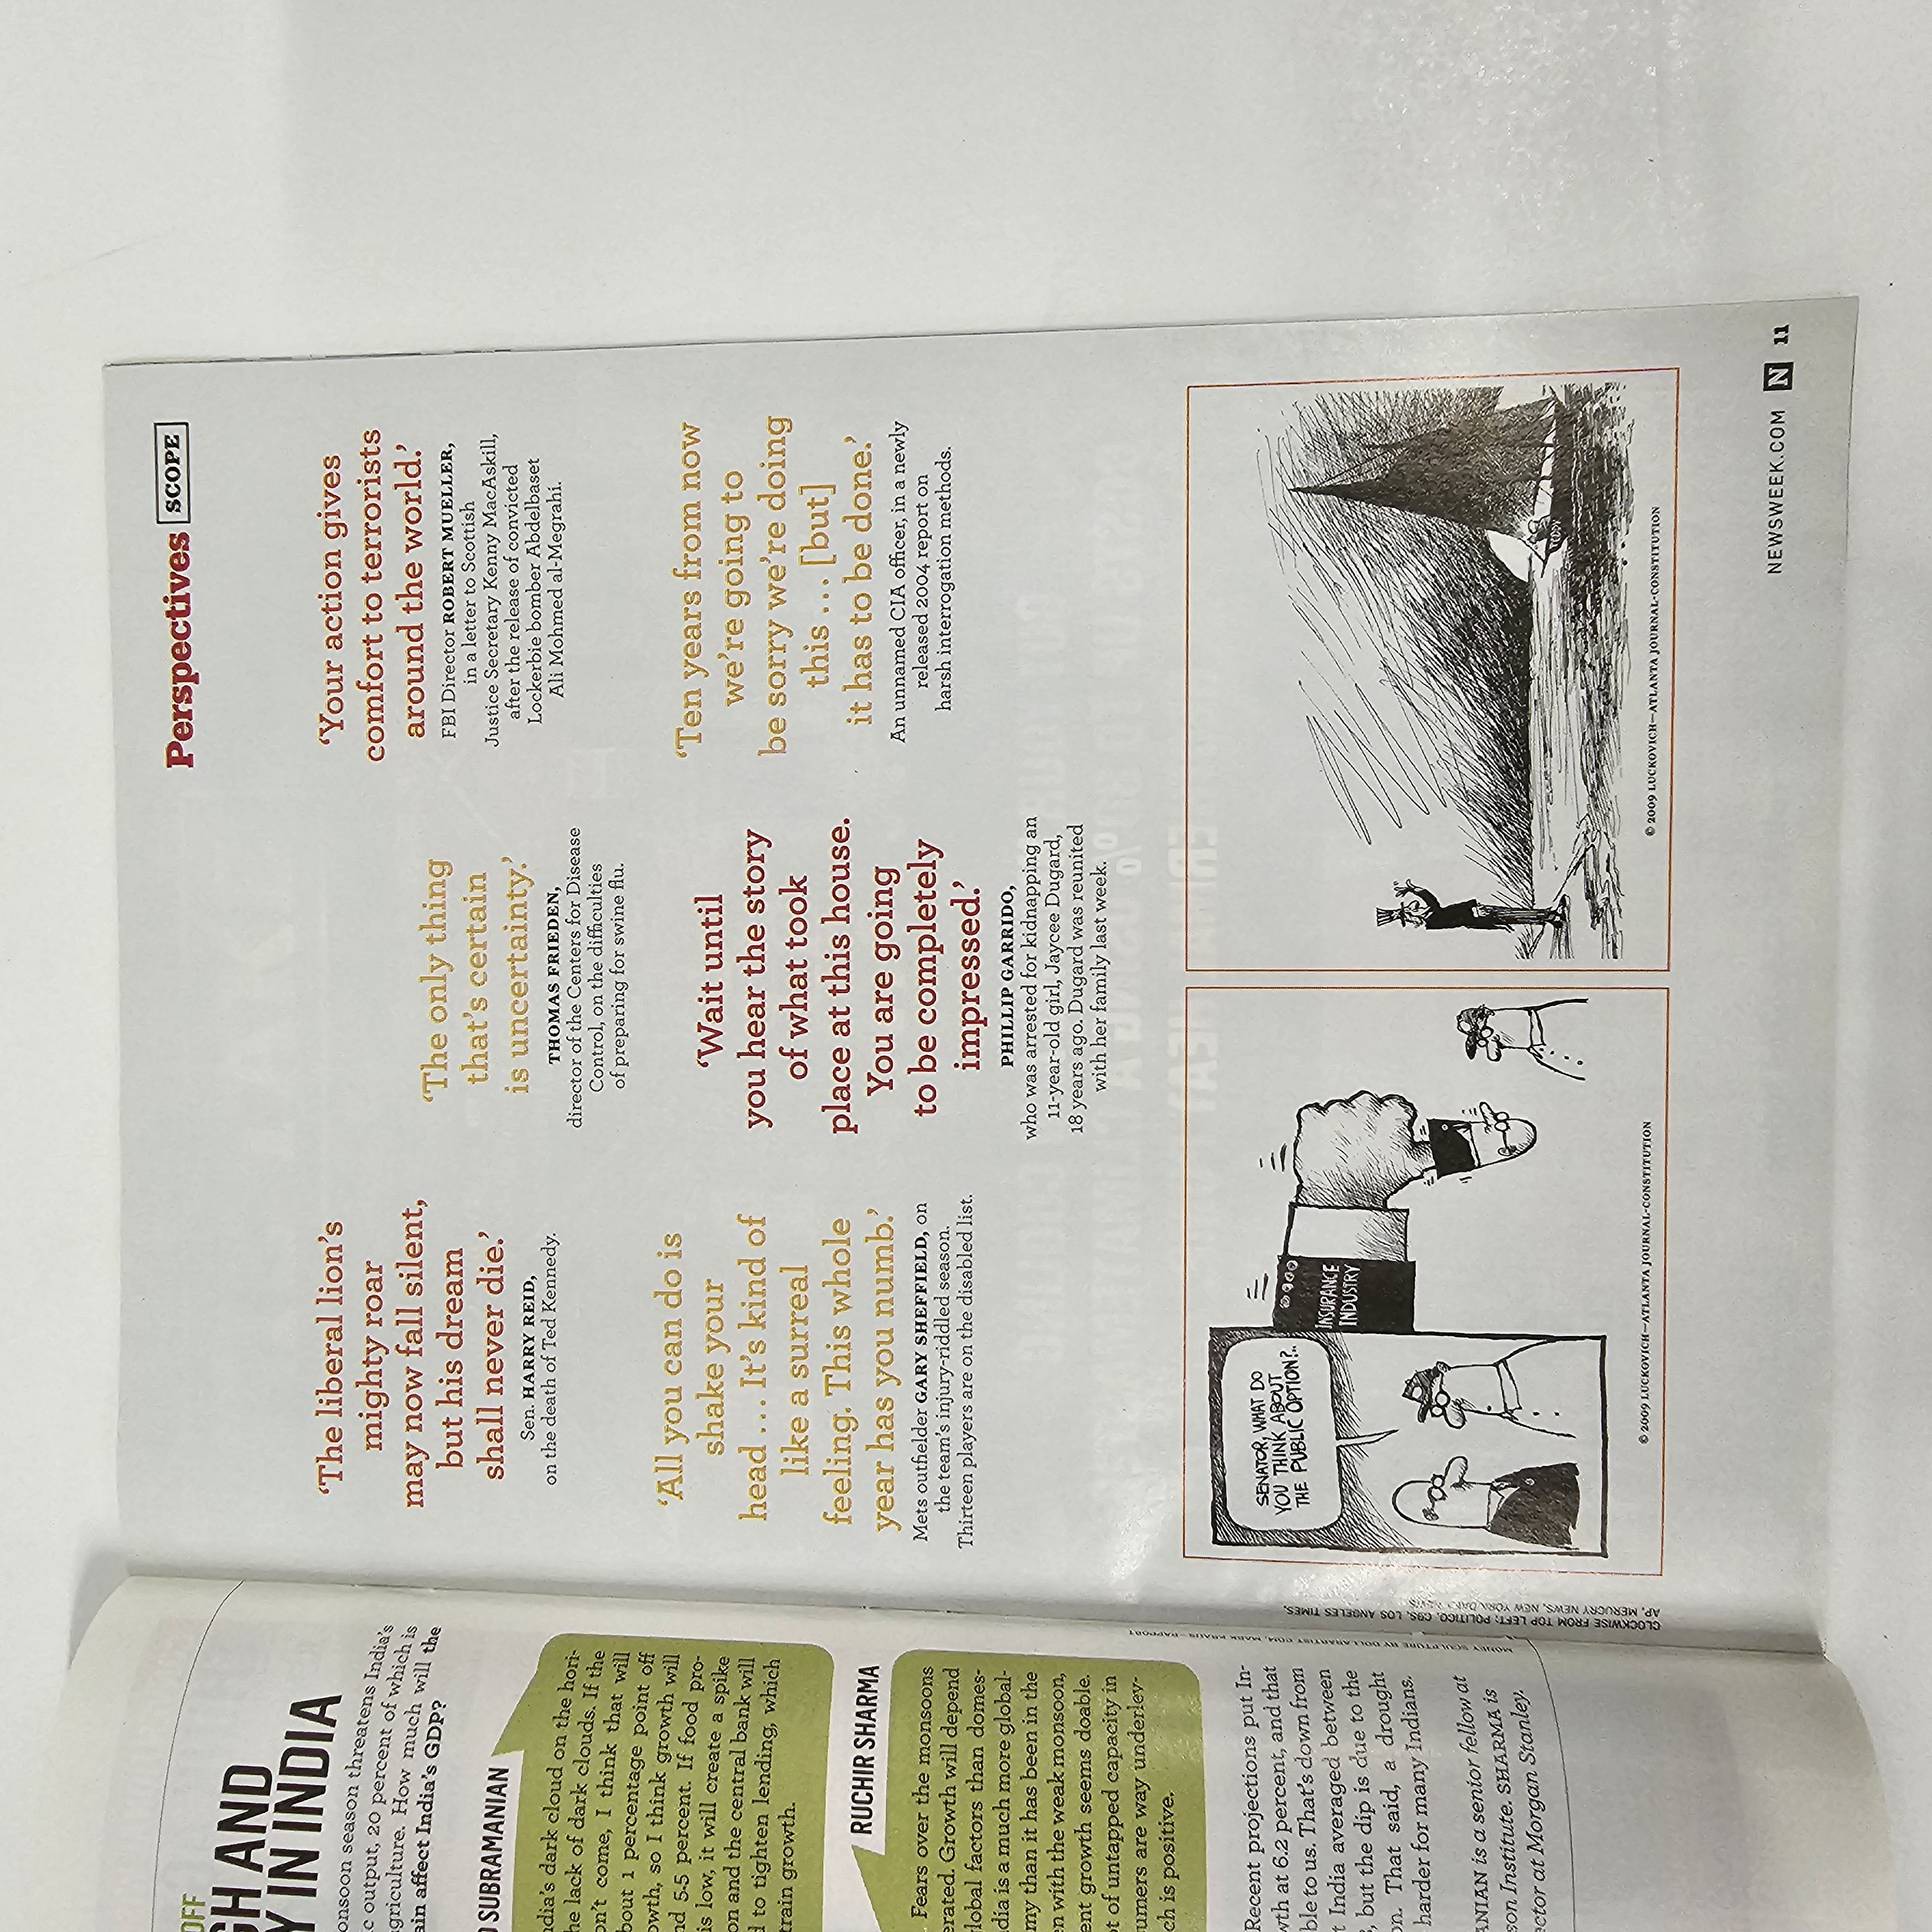 OFF
GH AND
Y IN INDIA
onsoon season threatens India's
ic output, 20 percent of which is
agriculture. How much will the
ain affect India's GDP?
D SUBRAMANIAN
ndia's dark cloud on the hori-
he lack of dark clouds. If the
on't come, I think that will
bout 1 percentage point off
owth, so I think growth will
nd 5.5 percent. If food pro-
is low, it will create a spike
on and the central bank will
d to tighten lending, which
train growth.
RUCHIR SHARMA
. Fears over the monsoons
erated. Growth will depend
global factors than domes-
ndia is a much more global-
my than it has been in the
en with the weak monsoon,
ent growth seems doable.
ot of untapped capacity in
sumers are way underlev-
ch is positive.
Recent projections put In-
wth at 6.2 percent, and that
ble to us. That's down from
t India averaged between
, but the dip is due to the
on. That said, a drought
harder for many Indians.
ANIAN is a senior fellow at
son Institute. SHARMA is
ector at Morgan Stanley.
CLOCKWISE FROM TOP LEFT: POLITICO, CBS, LOS ANGELES TIMES,
AP, MERUCRY NEWS, NEW YORK DAILY NEWS
Perspectives SCOPE
‘The liberal lion's
mighty roar
may now fall silent,
but his dream
shall never die.’
Sen. HARRY REID,
on the death of Ted Kennedy.
‘The only thing
that's certain
is uncertainty.’
THOMAS FRIEDEN,
director of the Centers for Disease
Control, on the difficulties
of preparing for swine flu.
‘Your action gives
comfort to terrorists
around the world.’
FBI Director ROBERT MUELLER,
in a letter to Scottish
Justice Secretary Kenny MacAskill,
after the release of convicted
Lockerbie bomber Abdelbaset
Ali Mohmed al-Megrahi.
‘All you can do is
shake your
head ... It's kind of
like a surreal
feeling. This whole
year has you numb.’
Mets outfielder GARY SHEFFIELD, on
the team's injury-riddled season.
Thirteen players are on the disabled list.
‘Wait until
you hear the story
of what took
place at this house.
You are going
to be completely
impressed.’
PHILLIP GARRIDO,
who was arrested for kidnapping an
11-year-old girl, Jaycee Dugard,
18 years ago. Dugard was reunited
with her family last week.
‘Ten years from now
we're going to
be sorry we're doing
this ... [but]
it has to be done.’
An unnamed CIA officer, in a newly
released 2004 report on
harsh interrogation methods.
SENATOR, WHAT DO
YOU THINK ABOUT
THE PUBLIC OPTION?..
INSURANCE
INDUSTRY
© 2009 LUCKOVICH—ATLANTA JOURNAL-CONSTITUTION
TEDDY
© 2009 LUCKOVICH—ATLANTA JOURNAL-CONSTITUTION
NEWSWEEK.COM N 11